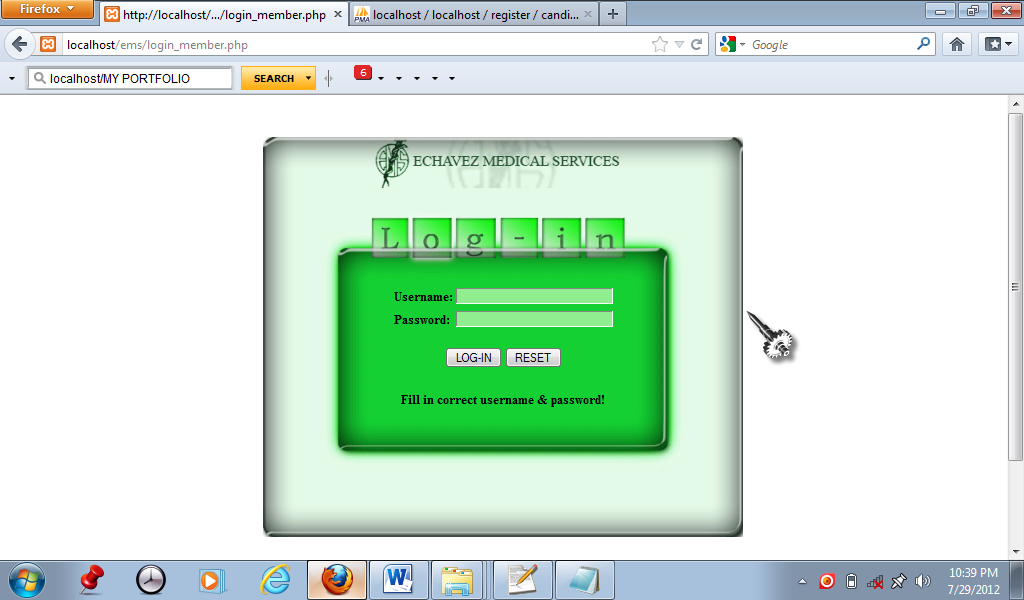 Firefox
http://localhost/.../login_member.php
localhost / localhost / register / candi...
localhost/ems/login_member.php
Google
localhost/MY PORTFOLIO
SEARCH
6
ECHAVEZ MEDICAL SERVICES
Log-in
Username:
Password:
LOG-IN
RESET
Fill in correct username & password!
10:39 PM
7/29/2012